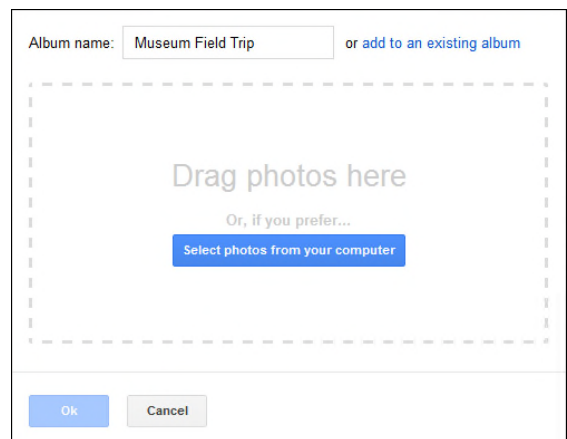 Album name: Museum Field Trip or add to an existing album
Drag photos here
Or, if you prefer...
Select photos from your computer
Ok Cancel